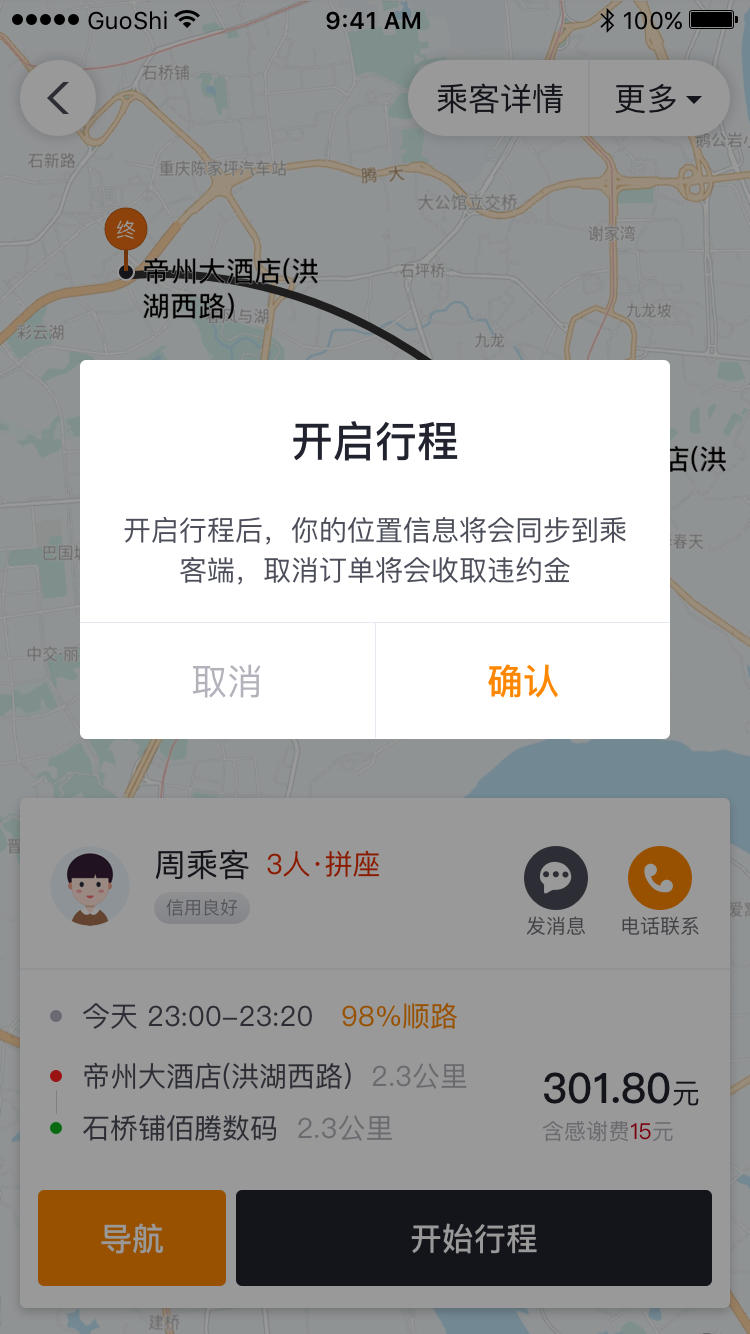 GuoShi
9:41 AM
100%
石桥铺
乘客详情
更多
石新路
重庆陈家坪汽车站
腾大
大公馆立交桥
终
谢家湾
帝州大酒店(洪
湖西路)
石坪桥
彩云湖
九龙坡
九龙
开启行程
店(洪
开启行程后，你的位置信息将会同步到乘
客端，取消订单将会收取违约金
春天
巴国
中交·丽
取消
确认
周乘客 3人·拼座
信用良好
发消息
电话联系
今天 23:00–23:20 98%顺路
帝州大酒店(洪湖西路) 2.3公里
301.80元
石桥铺佰腾数码 2.3公里
含感谢费15元
导航
开始行程
建桥